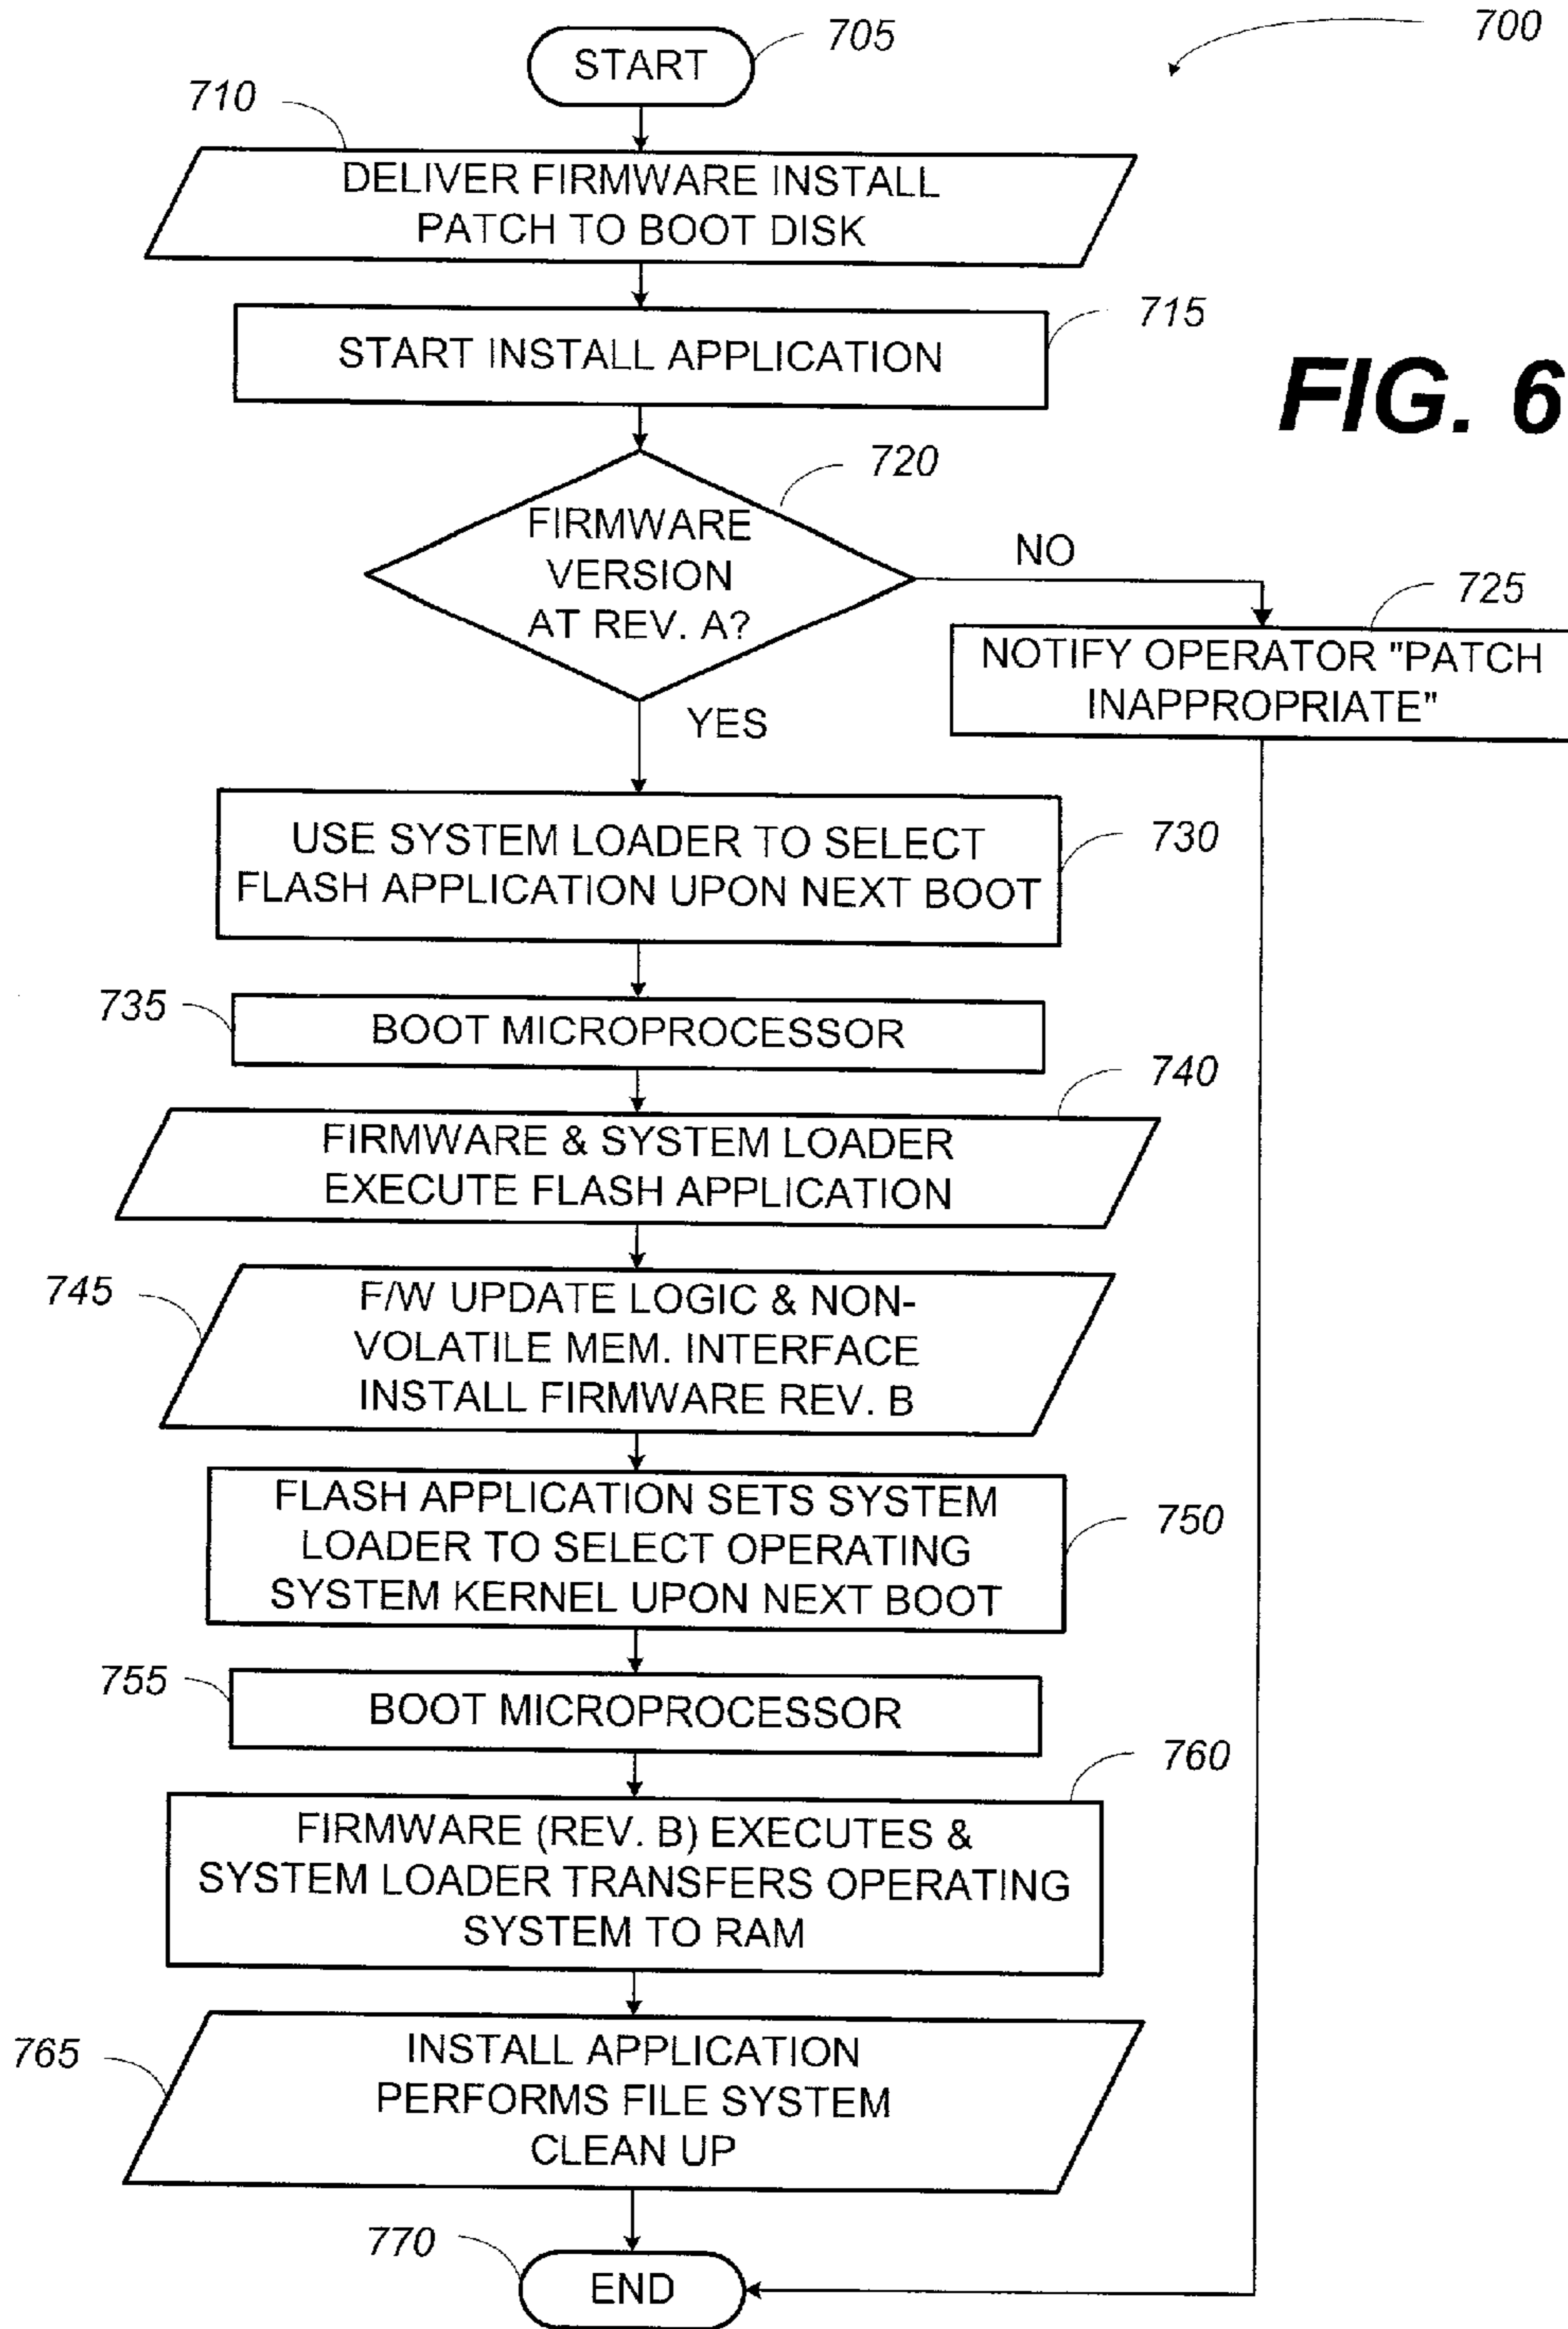 700
START
705
710
DELIVER FIRMWARE INSTALL
PATCH TO BOOT DISK
START INSTALL APPLICATION
715
FIG. 6
720
FIRMWARE
VERSION
AT REV. A?
NO
725
NOTIFY OPERATOR "PATCH
INAPPROPRIATE"
YES
USE SYSTEM LOADER TO SELECT
FLASH APPLICATION UPON NEXT BOOT
730
735
BOOT MICROPROCESSOR
740
FIRMWARE & SYSTEM LOADER
EXECUTE FLASH APPLICATION
745
F/W UPDATE LOGIC & NON-
VOLATILE MEM. INTERFACE
INSTALL FIRMWARE REV. B
FLASH APPLICATION SETS SYSTEM
LOADER TO SELECT OPERATING
SYSTEM KERNEL UPON NEXT BOOT
750
755
BOOT MICROPROCESSOR
760
FIRMWARE (REV. B) EXECUTES &
SYSTEM LOADER TRANSFERS OPERATING
SYSTEM TO RAM
765
INSTALL APPLICATION
PERFORMS FILE SYSTEM
CLEAN UP
770
END